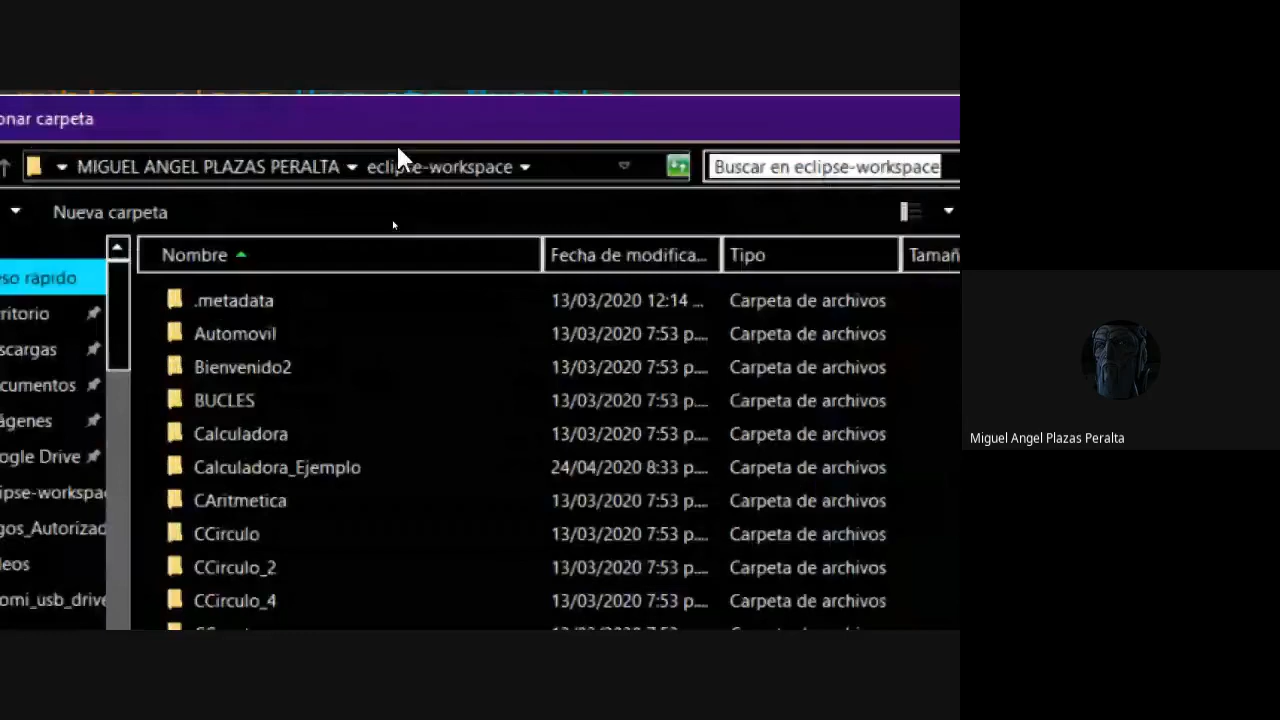 onar carpeta
MIGUEL ANGEL PLAZAS PERALTA eclipse-workspace
Buscar en eclipse-workspace
Nueva carpeta
Nombre Fecha de modifica... Tipo Tamañ
eso rápido
ritorio
scargas
cumentos
ágenes
ogle Drive
ipse-workspa
gos_Autorizad
eos
omi_usb_drive
.metadata 13/03/2020 12:14 ... Carpeta de archivos
Automovil 13/03/2020 7:53 p.... Carpeta de archivos
Bienvenido2 13/03/2020 7:53 p.... Carpeta de archivos
BUCLES 13/03/2020 7:53 p.... Carpeta de archivos
Calculadora 13/03/2020 7:53 p.... Carpeta de archivos
Calculadora_Ejemplo 24/04/2020 8:33 p.... Carpeta de archivos
CAritmetica 13/03/2020 7:53 p.... Carpeta de archivos
CCirculo 13/03/2020 7:53 p.... Carpeta de archivos
CCirculo_2 13/03/2020 7:53 p.... Carpeta de archivos
CCirculo_4 13/03/2020 7:53 p.... Carpeta de archivos
Miguel Angel Plazas Peralta